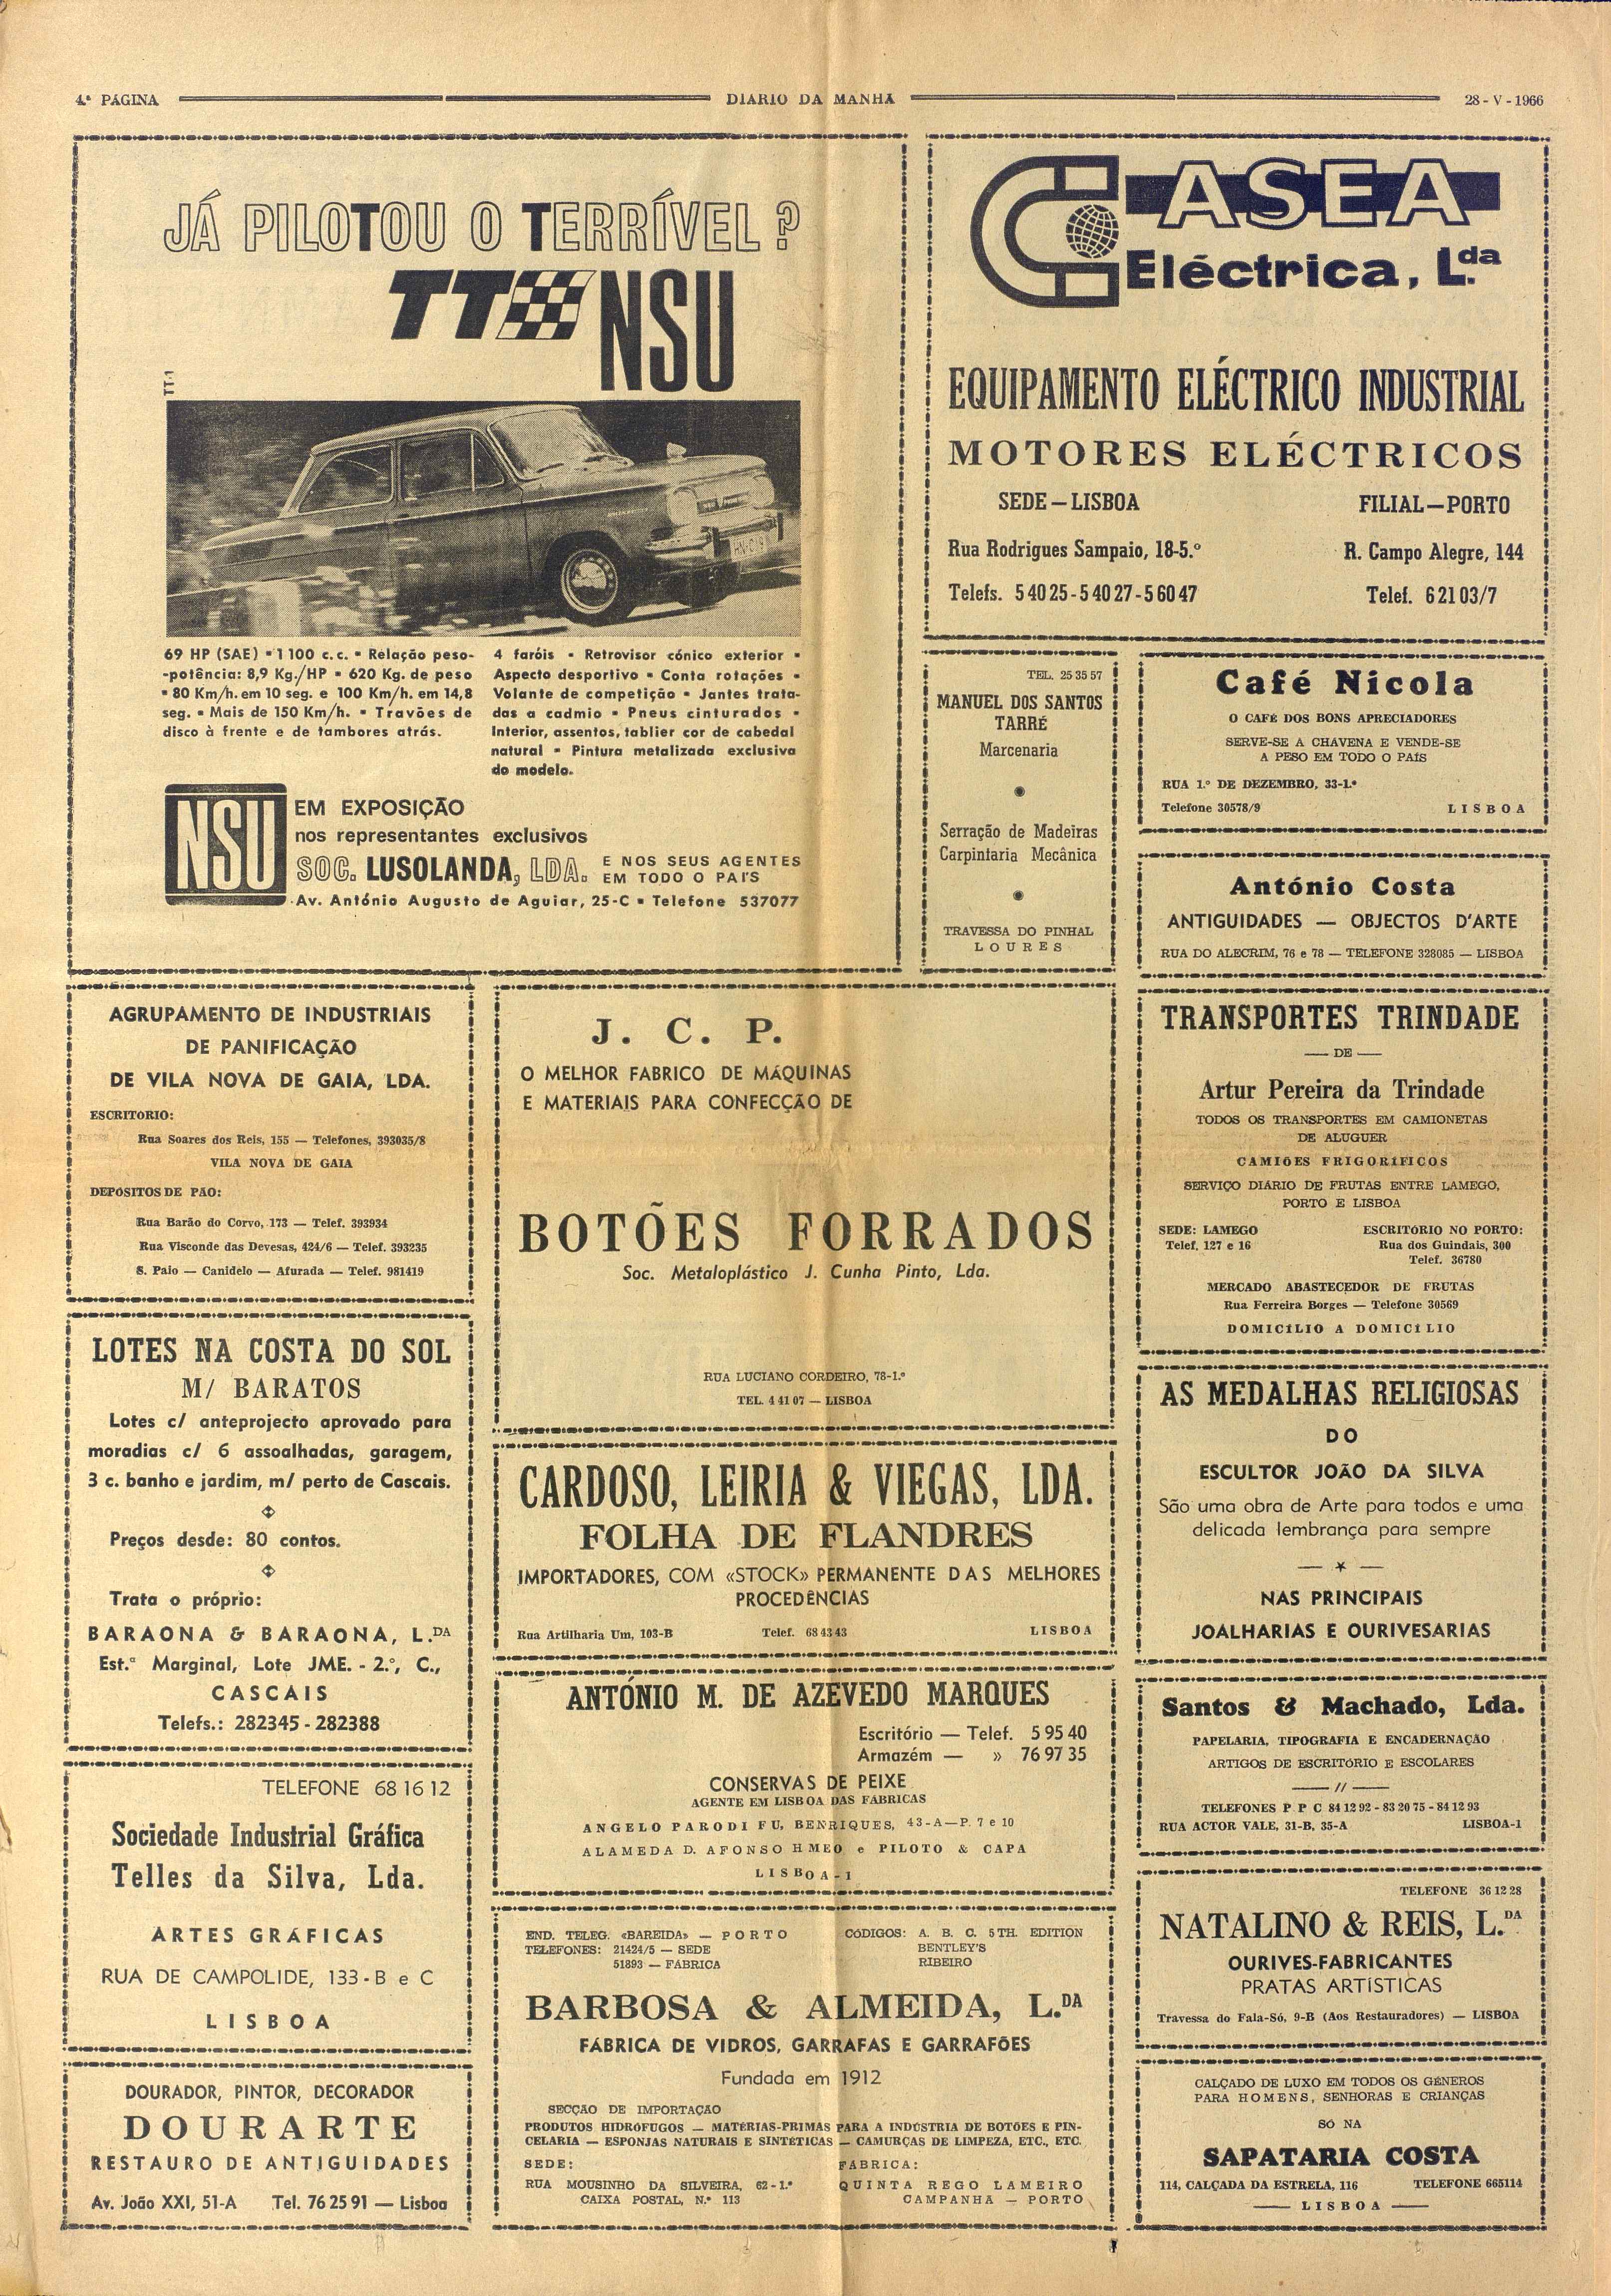 4.ª PÁGINA
DIARIO DA MANHÃ
28 - V - 1966
JÁ PILOTOU O TERRÍVEL ?
TT NSU
TT-1
69 HP (SAE) ▪ 1 100 c. c. ▪ Relação peso-
-potência: 8,9 Kg./HP ▪ 620 Kg. de peso
▪ 80 Km/h. em 10 seg. e 100 Km/h. em 14,8
seg. ▪ Mais de 150 Km/h. ▪ Travões de
disco à frente e de tambores atrás.
4 faróis ▪ Retrovisor cónico exterior ▪
Aspecto desportivo ▪ Conta rotações ▪
Volante de competição ▪ Jantes trata-
das a cadmio ▪ Pneus cinturados ▪
Interior, assentos, tablier cor de cabedal
natural ▪ Pintura metalizada exclusiva
do modelo.
NSU
EM EXPOSIÇÃO
nos representantes exclusivos
SOC. LUSOLANDA, LDA.
E NOS SEUS AGENTES
EM TODO O PAI'S
Av. António Augusto de Aguiar, 25-C ▪ Telefone 537077
ASEA
Eléctrica, L.da
EQUIPAMENTO ELÉCTRICO INDUSTRIAL
MOTORES ELÉCTRICOS
SEDE — LISBOA
Rua Rodrigues Sampaio, 18-5.º
Telefs. 5 40 25 - 5 40 27 - 5 60 47
FILIAL — PORTO
R. Campo Alegre, 144
Telef. 6 21 03/7
TEL. 25 35 57
MANUEL DOS SANTOS
TARRÉ
Marcenaria
Serração de Madeiras
Carpintaria Mecânica
TRAVESSA DO PINHAL
LOURES
Café Nicola
O CAFÉ DOS BONS APRECIADORES
SERVE-SE A CHAVENA E VENDE-SE
A PESO EM TODO O PAÍS
RUA 1.º DE DEZEMBRO, 33-1.º
Telefone 30578/9 LISBOA
António Costa
ANTIGUIDADES — OBJECTOS D'ARTE
RUA DO ALECRIM, 76 e 78 — TELEFONE 328085 — LISBOA
AGRUPAMENTO DE INDUSTRIAIS
DE PANIFICAÇÃO
DE VILA NOVA DE GAIA, LDA.
ESCRITORIO:
Rua Soares dos Reis, 155 — Telefones, 393035/8
VILA NOVA DE GAIA
DEPÓSITOS DE PÃO:
Rua Barão do Corvo, 173 — Telef. 393934
Rua Visconde das Devesas, 424/6 — Telef. 393235
S. Paio — Canidelo — Afurada — Telef. 981419
J. C. P.
O MELHOR FABRICO DE MÁQUINAS
E MATERIAIS PARA CONFECÇÃO DE
BOTÕES FORRADOS
Soc. Metaloplástico J. Cunha Pinto, Lda.
RUA LUCIANO CORDEIRO, 78-1.º
TEL. 4 41 07 — LISBOA
TRANSPORTES TRINDADE
— DE —
Artur Pereira da Trindade
TODOS OS TRANSPORTES EM CAMIONETAS
DE ALUGUER
CAMIÕES FRIGORÍFICOS
SERVIÇO DIÁRIO DE FRUTAS ENTRE LAMEGO,
PORTO E LISBOA
SEDE: LAMEGO
Telef. 127 e 16
ESCRITÓRIO NO PORTO:
Rua dos Guindais, 300
Telef. 36780
MERCADO ABASTECEDOR DE FRUTAS
Rua Ferreira Borges — Telefone 30569
DOMICÍLIO A DOMICÍLIO
LOTES NA COSTA DO SOL
M/ BARATOS
Lotes c/ anteprojecto aprovado para
moradias c/ 6 assoalhadas, garagem,
3 c. banho e jardim, m/ perto de Cascais.
Preços desde: 80 contos.
Trata o próprio:
BARAONA & BARAONA, L.DA
Est.ª Marginal, Lote JME. - 2.º, C.,
CASCAIS
Telefs.: 282345 - 282388
CARDOSO, LEIRIA & VIEGAS, LDA.
FOLHA DE FLANDRES
IMPORTADORES, COM «STOCK» PERMANENTE DAS MELHORES
PROCEDÊNCIAS
Rua Artilharia Um, 103-B Telef. 68 43 43 LISBOA
AS MEDALHAS RELIGIOSAS
DO
ESCULTOR JOÃO DA SILVA
São uma obra de Arte para todos e uma
delicada lembrança para sempre
NAS PRINCIPAIS
JOALHARIAS E OURIVESARIAS
ANTÓNIO M. DE AZEVEDO MARQUES
Escritório — Telef. 5 95 40
Armazém — » 76 97 35
CONSERVAS DE PEIXE
AGENTE EM LISBOA DAS FÁBRICAS
ANGELO PARODI FU, BENRIQUES, 43-A—P. 7 e 10
ALAMEDA D. AFONSO HMEO e PILOTO & CAPA
LISBOA-1
Santos & Machado, Lda.
PAPELARIA, TIPOGRAFIA E ENCADERNAÇÃO
ARTIGOS DE ESCRITÓRIO E ESCOLARES
— // —
TELEFONES P P C 84 12 92 - 83 20 75 - 84 12 93
RUA ACTOR VALE, 31-B, 35-A LISBOA-1
TELEFONE 68 16 12
Sociedade Industrial Gráfica
Telles da Silva, Lda.
ARTES GRÁFICAS
RUA DE CAMPOLIDE, 133-B e C
LISBOA
END. TELEG. «BAREIDA» — PORTO
TELEFONES: 21424/5 — SEDE
51893 — FÁBRICA
CÓDIGOS: A. B. C. 5 TH. EDITION
BENTLEY'S
RIBEIRO
BARBOSA & ALMEIDA, L.DA
FÁBRICA DE VIDROS, GARRAFAS E GARRAFÕES
Fundada em 1912
SECÇÃO DE IMPORTAÇÃO
PRODUTOS HIDRÓFUGOS — MATÉRIAS-PRIMAS PARA A INDÚSTRIA DE BOTÕES E PIN-
CELARIA — ESPONJAS NATURAIS E SINTÉTICAS — CAMURÇAS DE LIMPEZA, ETC., ETC.
SEDE:
RUA MOUSINHO DA SILVEIRA, 62-1.º
CAIXA POSTAL, N.º 113
FÁBRICA:
QUINTA REGO LAMEIRO
CAMPANHA — PORTO
TELEFONE 36 12 28
NATALINO & REIS, L.DA
OURIVES-FABRICANTES
PRATAS ARTÍSTICAS
Travessa do Fala-Só, 9-B (Aos Restauradores) — LISBOA
DOURADOR, PINTOR, DECORADOR
DOURARTE
RESTAURO DE ANTIGUIDADES
Av. João XXI, 51-A Tel. 76 25 91 — Lisboa
CALÇADO DE LUXO EM TODOS OS GÉNEROS
PARA HOMENS, SENHORAS E CRIANÇAS
SÓ NA
SAPATARIA COSTA
114, CALÇADA DA ESTRELA, 116 TELEFONE 665114
— LISBOA —